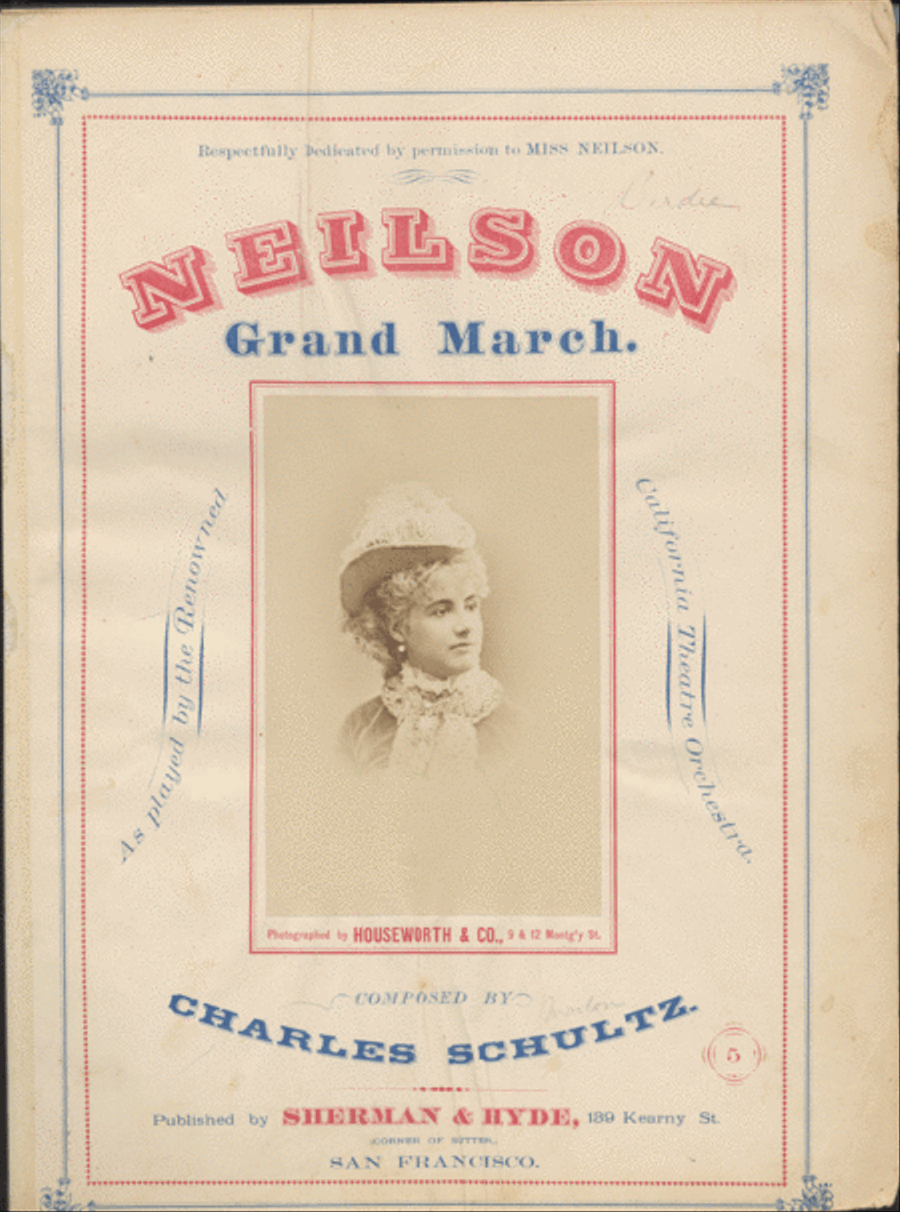 Respectfully Dedicated by permission to MISS NEILSON.
NEILSON
Grand March.
As played by the Renowned
California Theatre Orchestra.
Photographed by HOUSEWORTH & CO., 9 & 12 Montg'y St.
COMPOSED BY
CHARLES SCHULTZ.
5
Published by SHERMAN & HYDE, 139 Kearny St.
(CORNER OF SUTTER,)
SAN FRANCISCO.